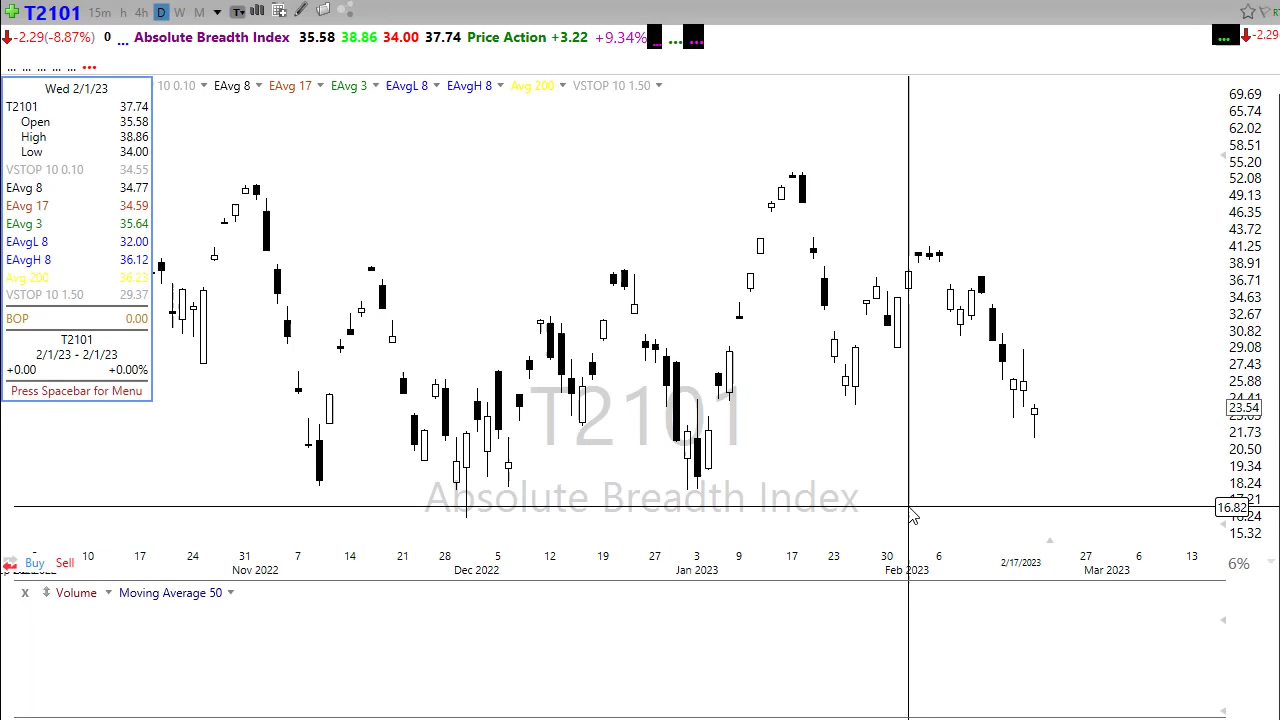 T2101 15m h 4h D W M T
-2.29(-8.87%) 0 ... Absolute Breadth Index 35.58 38.86 34.00 37.74 Price Action +3.22 +9.34% ... ... ... ... -2.29
... ... ... ... ... ...
Wed 2/1/23
T2101 37.74
Open 35.58
High 38.86
Low 34.00
VSTOP 10 0.10 34.55
EAvg 8 34.77
EAvg 17 34.59
EAvg 3 35.64
EAvgL 8 32.00
EAvgH 8 36.12
Avg 200 36.23
VSTOP 10 1.50 29.37
BOP 0.00
T2101
2/1/23 - 2/1/23
+0.00 +0.00%
Press Spacebar for Menu
10 0.10 EAvg 8 EAvg 17 EAvg 3 EAvgL 8 EAvgH 8 Avg 200 VSTOP 10 1.50
69.69
65.74
62.02
58.51
55.20
52.08
49.13
46.35
43.72
41.25
38.91
36.71
34.63
32.67
30.82
29.08
27.43
25.88
24.41
23.54
21.73
20.50
19.34
18.24
16.82
16.24
15.32
T2101
Absolute Breadth Index
10 17 24 31 7 14 21 28 5 12 19 27 3 9 17 23 30 6 2/17/2023 27 6 13
Nov 2022 Dec 2022 Jan 2023 Feb 2023 Mar 2023
Buy Sell
6%
x Volume Moving Average 50